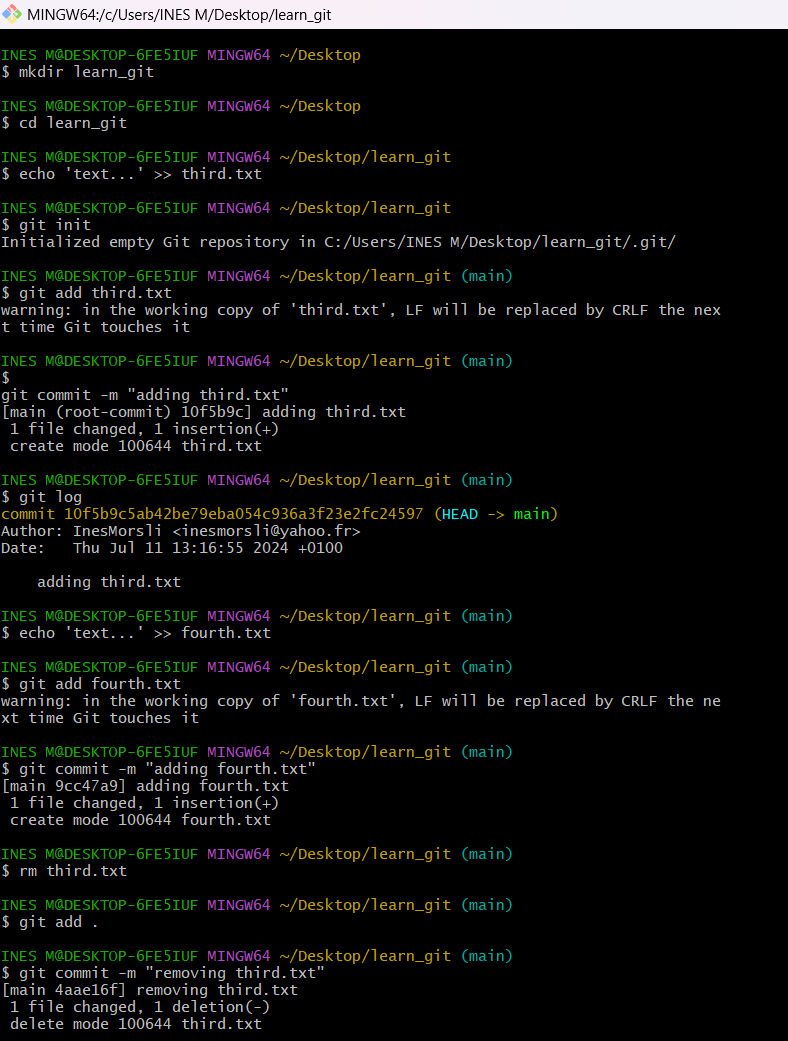 MINGW64:/c/Users/INES M/Desktop/learn_git
INES M@DESKTOP-6FE5IUF MINGW64 ~/Desktop
$ mkdir learn_git
INES M@DESKTOP-6FE5IUF MINGW64 ~/Desktop
$ cd learn_git
INES M@DESKTOP-6FE5IUF MINGW64 ~/Desktop/learn_git
$ echo 'text...' >> third.txt
INES M@DESKTOP-6FE5IUF MINGW64 ~/Desktop/learn_git
$ git init
Initialized empty Git repository in C:/Users/INES M/Desktop/learn_git/.git/
INES M@DESKTOP-6FE5IUF MINGW64 ~/Desktop/learn_git (main)
$ git add third.txt
warning: in the working copy of 'third.txt', LF will be replaced by CRLF the nex
t time Git touches it
INES M@DESKTOP-6FE5IUF MINGW64 ~/Desktop/learn_git (main)
$
git commit -m "adding third.txt"
[main (root-commit) 10f5b9c] adding third.txt
 1 file changed, 1 insertion(+)
 create mode 100644 third.txt
INES M@DESKTOP-6FE5IUF MINGW64 ~/Desktop/learn_git (main)
$ git log
commit 10f5b9c5ab42be79eba054c936a3f23e2fc24597 (HEAD -> main)
Author: InesMorsli <inesmorsli@yahoo.fr>
Date:   Thu Jul 11 13:16:55 2024 +0100
    adding third.txt
INES M@DESKTOP-6FE5IUF MINGW64 ~/Desktop/learn_git (main)
$ echo 'text...' >> fourth.txt
INES M@DESKTOP-6FE5IUF MINGW64 ~/Desktop/learn_git (main)
$ git add fourth.txt
warning: in the working copy of 'fourth.txt', LF will be replaced by CRLF the ne
xt time Git touches it
INES M@DESKTOP-6FE5IUF MINGW64 ~/Desktop/learn_git (main)
$ git commit -m "adding fourth.txt"
[main 9cc47a9] adding fourth.txt
 1 file changed, 1 insertion(+)
 create mode 100644 fourth.txt
INES M@DESKTOP-6FE5IUF MINGW64 ~/Desktop/learn_git (main)
$ rm third.txt
INES M@DESKTOP-6FE5IUF MINGW64 ~/Desktop/learn_git (main)
$ git add .
INES M@DESKTOP-6FE5IUF MINGW64 ~/Desktop/learn_git (main)
$ git commit -m "removing third.txt"
[main 4aae16f] removing third.txt
 1 file changed, 1 deletion(-)
 delete mode 100644 third.txt